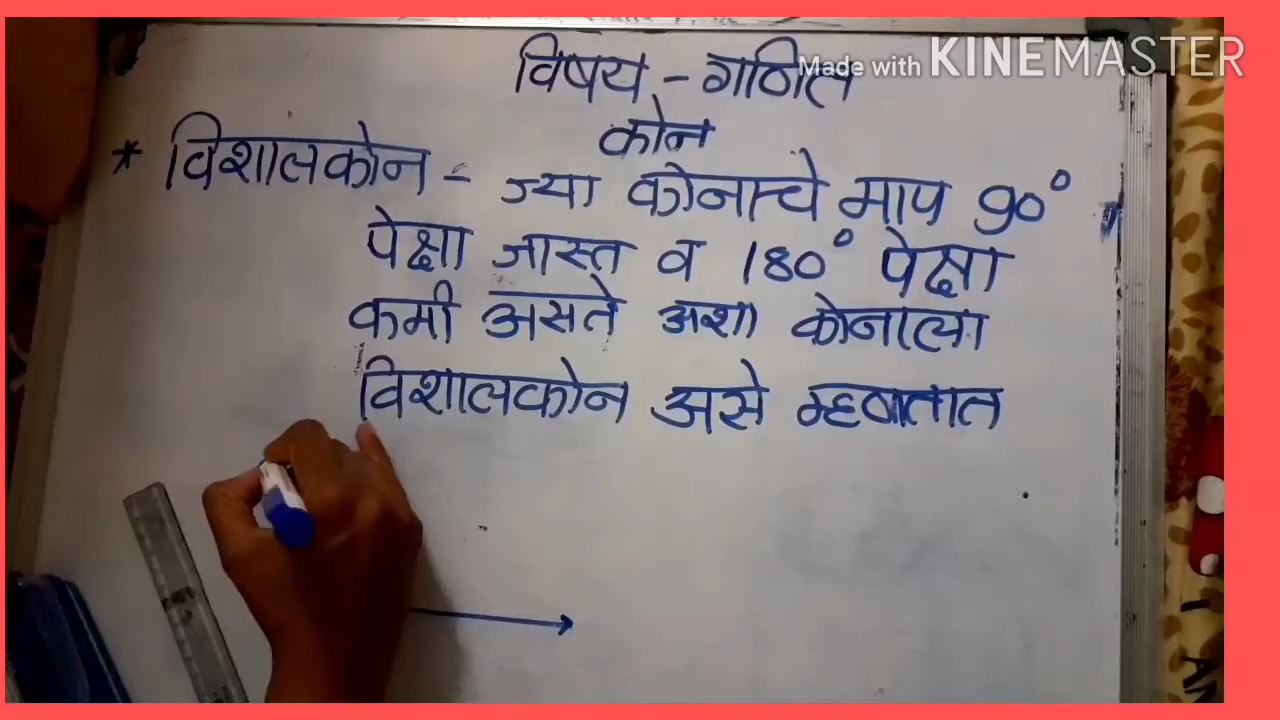 विषय - गणित
Made with KINEMASTER
कोन
* विशालकोन - ज्या कोनाचे माप 90°
पेक्षा जास्त व 180° पेक्षा
कमी असते अशा कोनाला
विशालकोन असे म्हणतात